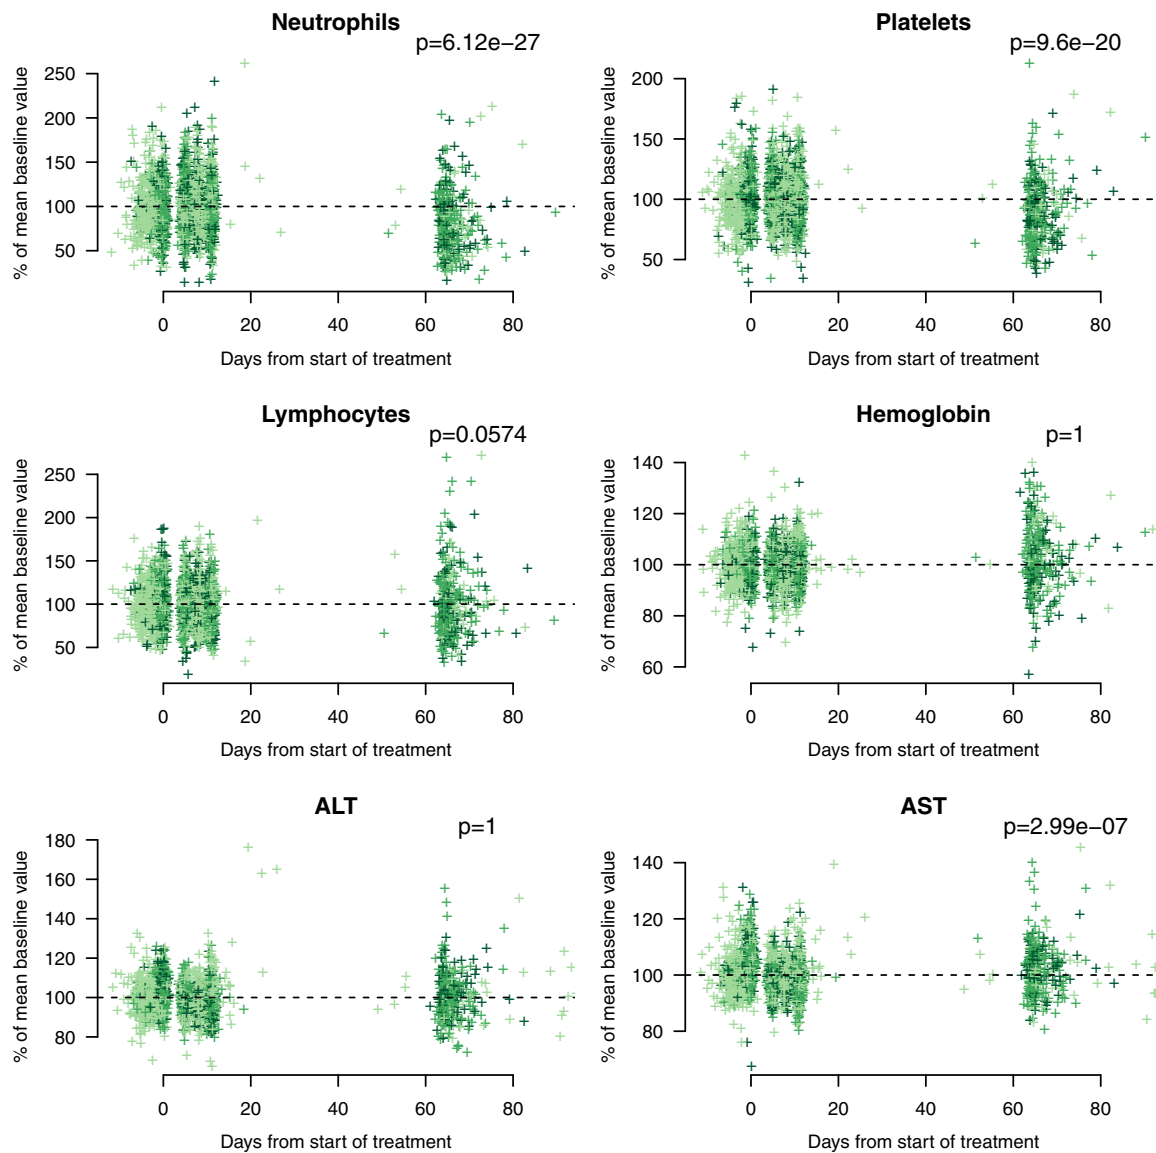 Neutrophils
p=6.12e−27
% of mean baseline value
250
200
150
100
50
0 20 40 60 80
Days from start of treatment
Platelets
p=9.6e−20
% of mean baseline value
200
150
100
50
0 20 40 60 80
Days from start of treatment
Lymphocytes
p=0.0574
% of mean baseline value
250
200
150
100
50
0 20 40 60 80
Days from start of treatment
Hemoglobin
p=1
% of mean baseline value
140
120
100
80
60
0 20 40 60 80
Days from start of treatment
ALT
p=1
% of mean baseline value
180
160
140
120
100
80
0 20 40 60 80
Days from start of treatment
AST
p=2.99e−07
% of mean baseline value
140
120
100
80
0 20 40 60 80
Days from start of treatment